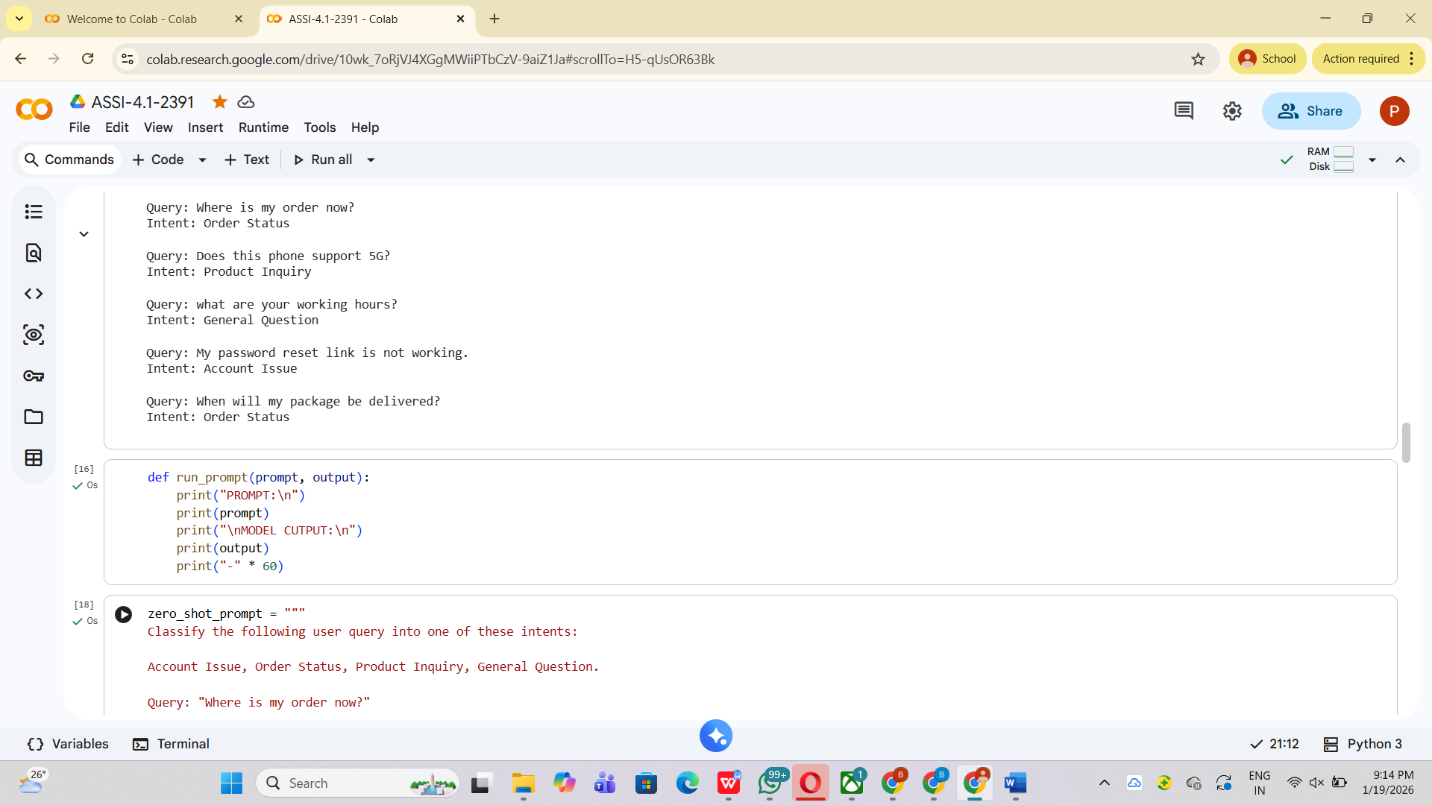 Welcome to Colab - Colab
ASSI-4.1-2391 - Colab
colab.research.google.com/drive/10wk_7oRjVJ4XGgMWiiPTbCzV-9aiZ1Ja#scrollTo=H5-qUsOR63Bk
School
Action required
ASSI-4.1-2391
File Edit View Insert Runtime Tools Help
Share
P
Commands + Code + Text Run all
RAM
Disk
Query: Where is my order now?
Intent: Order Status
Query: Does this phone support 5G?
Intent: Product Inquiry
Query: what are your working hours?
Intent: General Question
Query: My password reset link is not working.
Intent: Account Issue
Query: When will my package be delivered?
Intent: Order Status
[16]
0s
def run_prompt(prompt, output):
    print("PROMPT:\n")
    print(prompt)
    print("\nMODEL CUTPUT:\n")
    print(output)
    print("-" * 60)
[18]
0s
zero_shot_prompt = """
Classify the following user query into one of these intents:
Account Issue, Order Status, Product Inquiry, General Question.
Query: "Where is my order now?"
{} Variables Terminal
21:12 Python 3
26°
Search
99+
1
B
B
ENG
IN
9:14 PM
1/19/2026